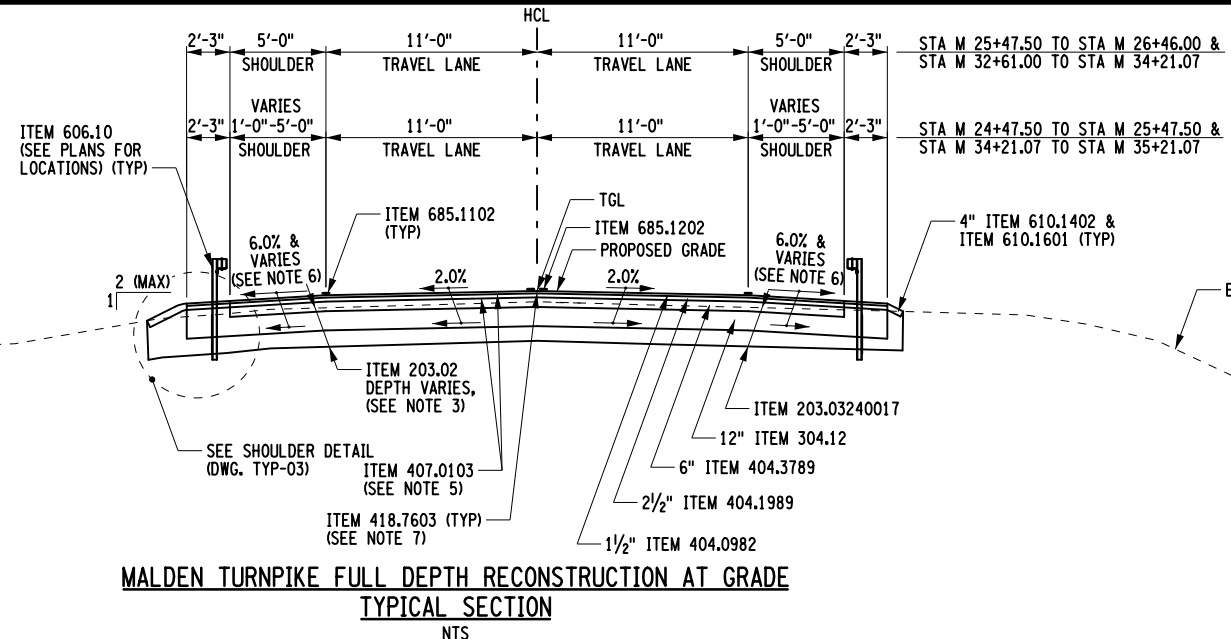 HCL
2'-3" 5'-0" 11'-0" 11'-0" 5'-0" 2'-3"
SHOULDER TRAVEL LANE TRAVEL LANE SHOULDER
STA M 25+47.50 TO STA M 26+46.00 &
STA M 32+61.00 TO STA M 34+21.07
VARIES VARIES
2'-3" 1'-0"-5'-0" 11'-0" 11'-0" 1'-0"-5'-0" 2'-3"
SHOULDER TRAVEL LANE TRAVEL LANE SHOULDER
STA M 24+47.50 TO STA M 25+47.50 &
STA M 34+21.07 TO STA M 35+21.07
ITEM 606.10
(SEE PLANS FOR
LOCATIONS) (TYP)
ITEM 685.1102
(TYP)
TGL
ITEM 685.1202
PROPOSED GRADE
4" ITEM 610.1402 &
ITEM 610.1601 (TYP)
6.0% &
VARIES
(SEE NOTE 6)
2.0%
2.0%
6.0% &
VARIES
(SEE NOTE 6)
2 (MAX)
1
E
ITEM 203.02
DEPTH VARIES,
(SEE NOTE 3)
ITEM 203.03240017
12" ITEM 304.12
SEE SHOULDER DETAIL
(DWG. TYP-03)
ITEM 407.0103
(SEE NOTE 5)
6" ITEM 404.3789
2½" ITEM 404.1989
ITEM 418.7603 (TYP)
(SEE NOTE 7)
1½" ITEM 404.0982
MALDEN TURNPIKE FULL DEPTH RECONSTRUCTION AT GRADE
TYPICAL SECTION
NTS